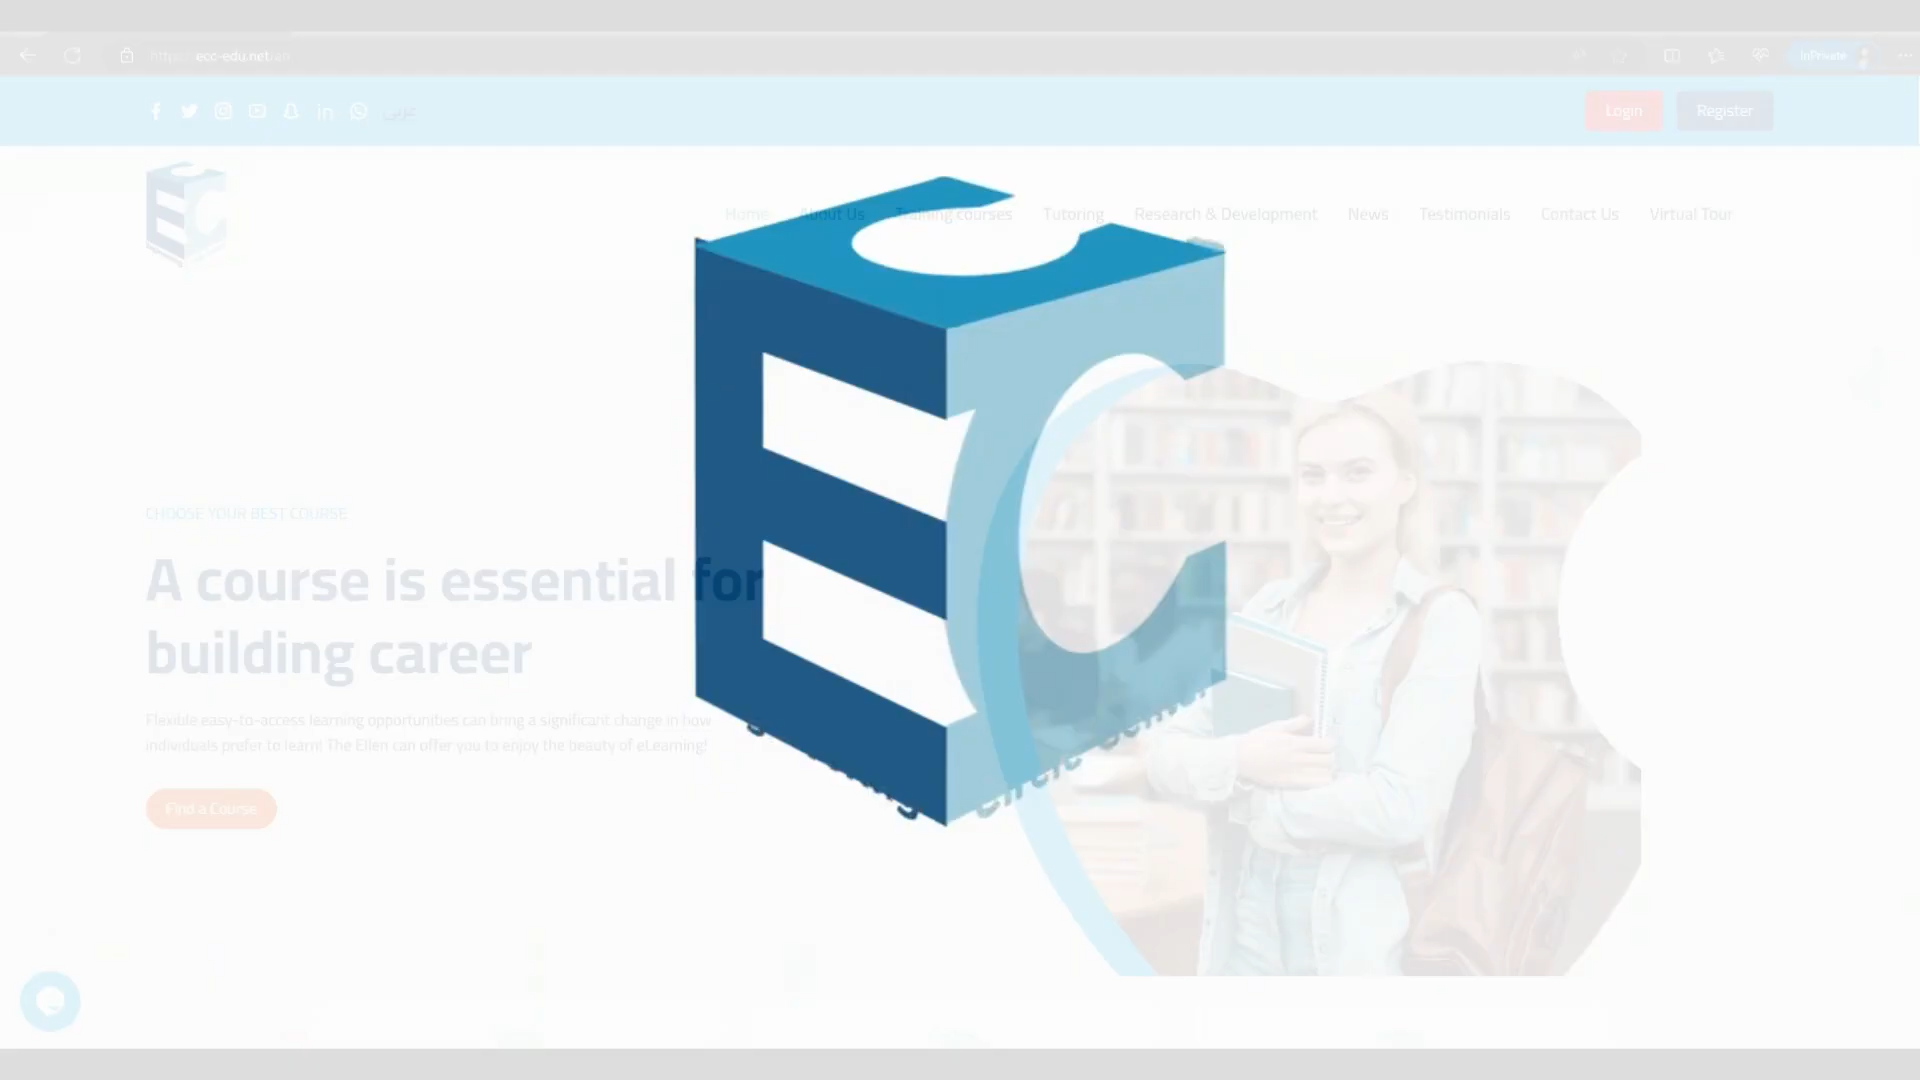 ecc-edu.net/en
عربي
Login
Register
Home
About Us
Training courses
Tutoring
Research & Development
News
Testimonials
Contact Us
Virtual Tour
InPrivate
CHOOSE YOUR BEST COURSE
A course is essential for
building career
Flexible easy-to-access learning opportunities can bring a significant change in how
individuals prefer to learn! The Ellen can offer you to enjoy the beauty of eLearning!
Find a Course